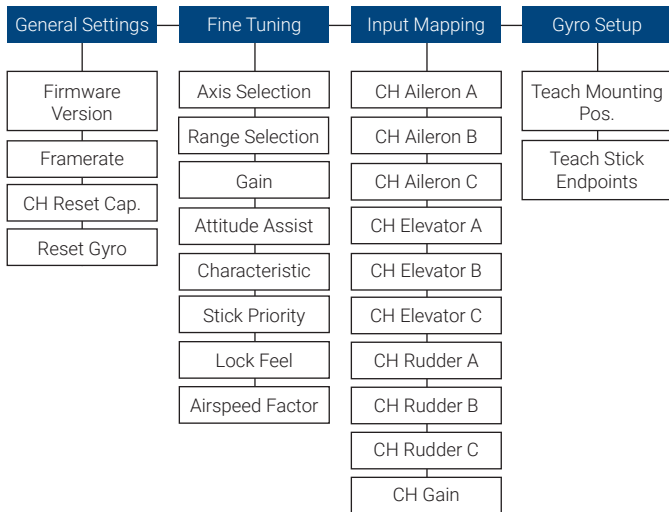 General Settings
Fine Tuning
Input Mapping
Gyro Setup
Firmware
Version
Framerate
CH Reset Cap.
Reset Gyro
Axis Selection
Range Selection
Gain
Attitude Assist
Characteristic
Stick Priority
Lock Feel
Airspeed Factor
CH Aileron A
CH Aileron B
CH Aileron C
CH Elevator A
CH Elevator B
CH Elevator C
CH Rudder A
CH Rudder B
CH Rudder C
CH Gain
Teach Mounting
Pos.
Teach Stick
Endpoints